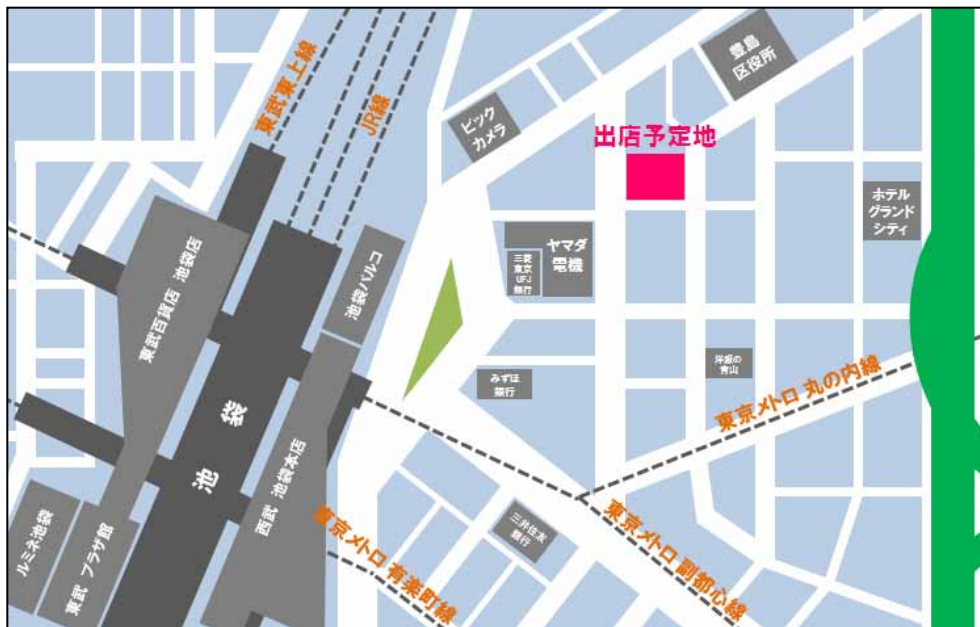 東武東上線
JR線
ビック
カメラ
豊島
区役所
出店予定地
ホテル
グランド
シティ
ヤマダ
電機
三菱
東京
UFJ
銀行
池袋パルコ
東武百貨店 池袋店
洋服の
青山
みずほ
銀行
東京メトロ 丸の内線
池袋
西武 池袋本店
ルミネ池袋
東武 プラザ館
東京メトロ 有楽町線
三井住友
銀行
東京メトロ 副都心線